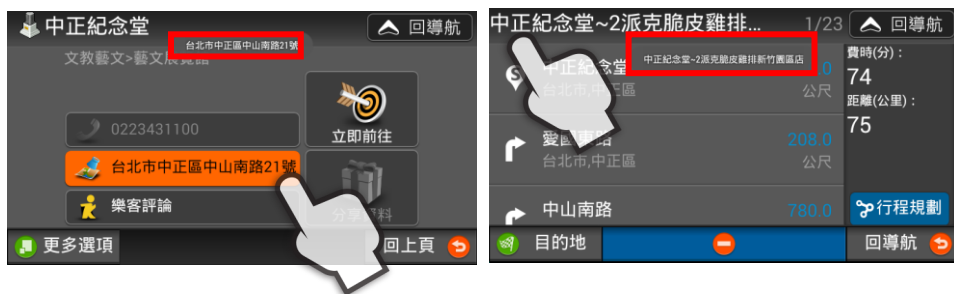 中正紀念堂
回導航
台北市中正區中山南路21號
文教藝文>藝文展覽館
0223431100
立即前往
台北市中正區中山南路21號
樂客評論
分享資料
更多選項
回上頁
中正紀念堂~2派克脆皮雞排...
1/23
回導航
中正紀念堂~2派克脆皮雞排新竹園區店
費時(分):
74
距離(公里):
75
S
中正紀念堂
.0
台北市,中正區
公尺
愛國東路
208.0
台北市,中正區
公尺
中山南路
780.0
行程規劃
目的地
回導航